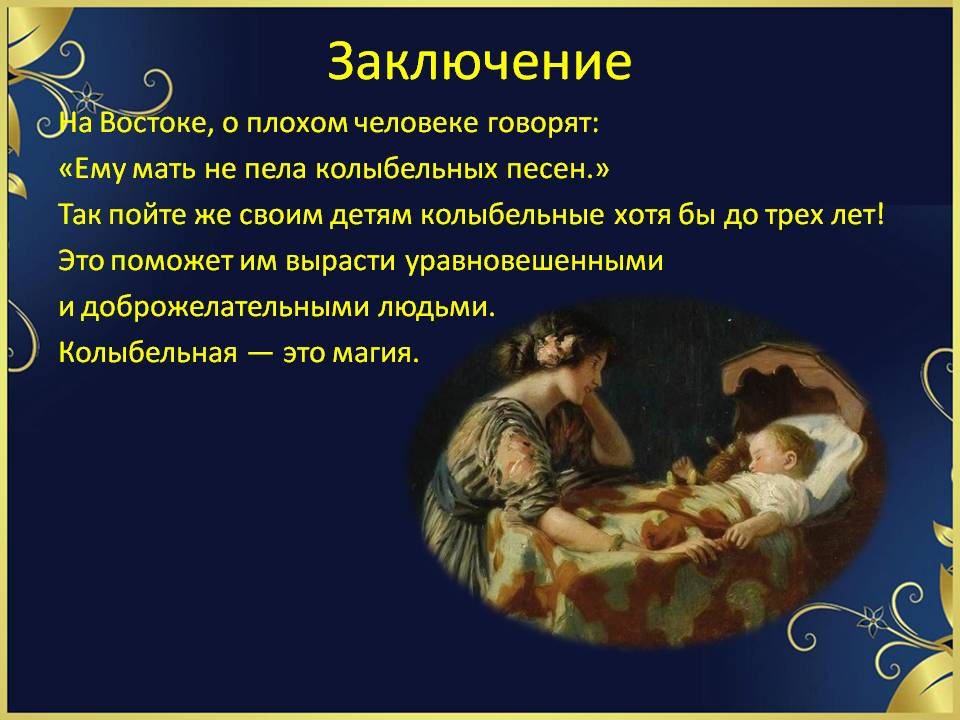 Заключение
На Востоке, о плохом человеке говорят:
«Ему мать не пела колыбельных песен.»
Так пойте же своим детям колыбельные хотя бы до трех лет!
Это поможет им вырасти уравновешенными
и доброжелательными людьми.
Колыбельная — это магия.